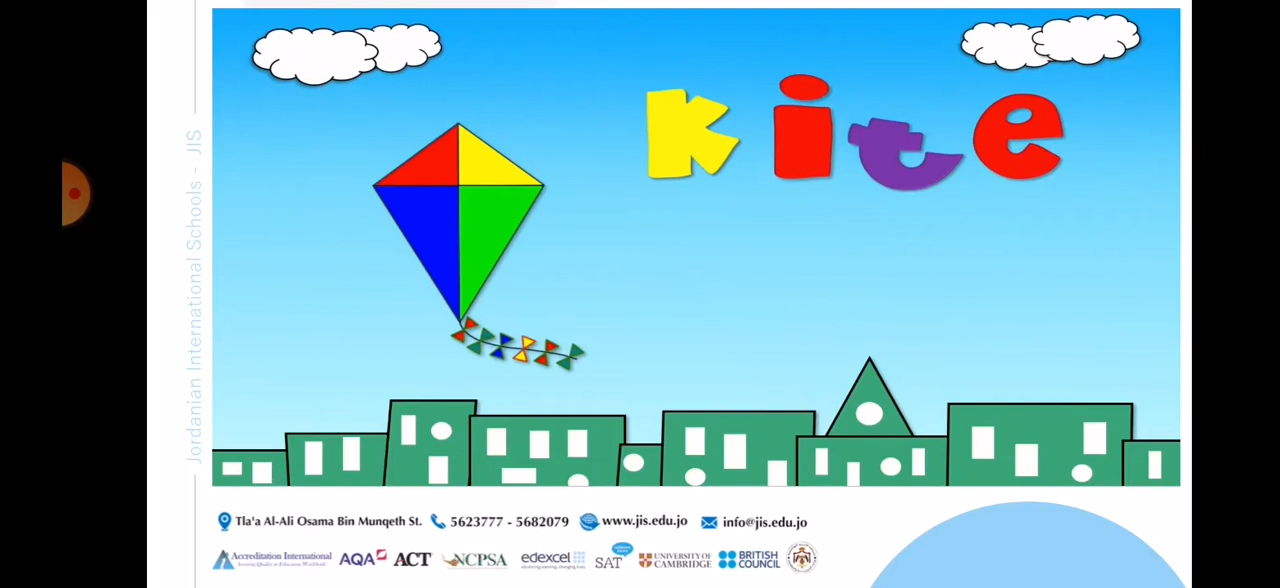 kite
Jordanian International Schools - JIS
Tla'a Al-Ali Osama Bin Munqeth St. 5623777 - 5682079 www.jis.edu.jo info@jis.edu.jo
Accreditation International AQA ACT NCPSA edexcel SAT UNIVERSITY OF CAMBRIDGE BRITISH COUNCIL